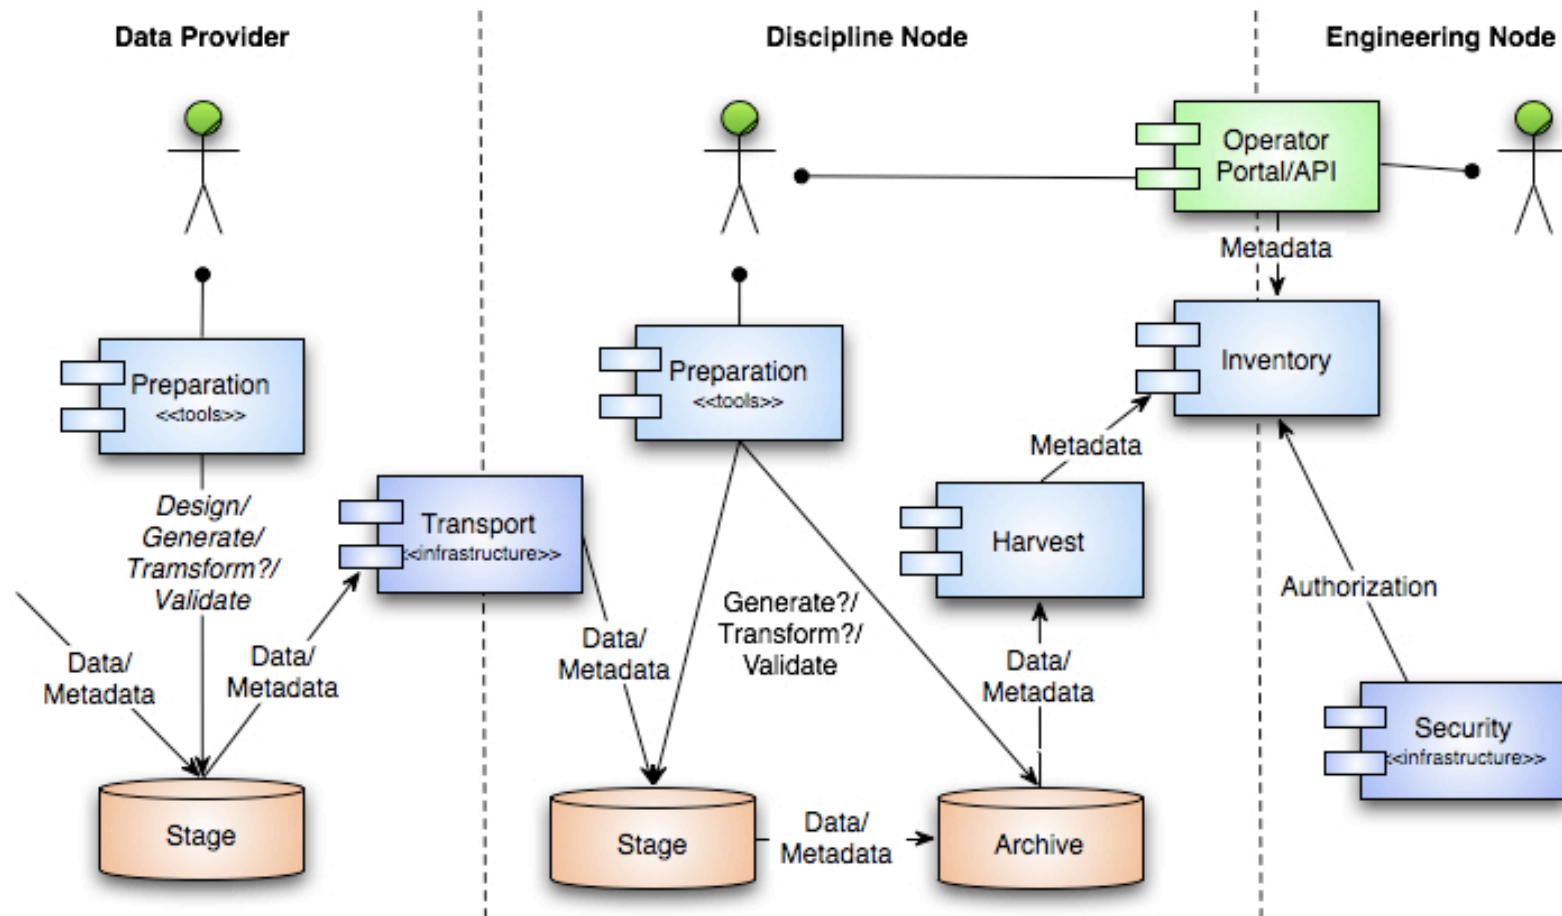 Data Provider
Discipline Node
Engineering Node
Operator
Portal/API
Metadata
Inventory
Preparation
<<tools>>
Preparation
<<tools>>
Metadata
Design/
Generate/
Tramsform?/
Validate
Transport
<<infrastructure>>
Harvest
Authorization
Generate?/
Transform?/
Validate
Data/
Metadata
Data/
Metadata
Data/
Metadata
Data/
Metadata
Security
<<infrastructure>>
Stage
Stage
Data/
Metadata
Archive